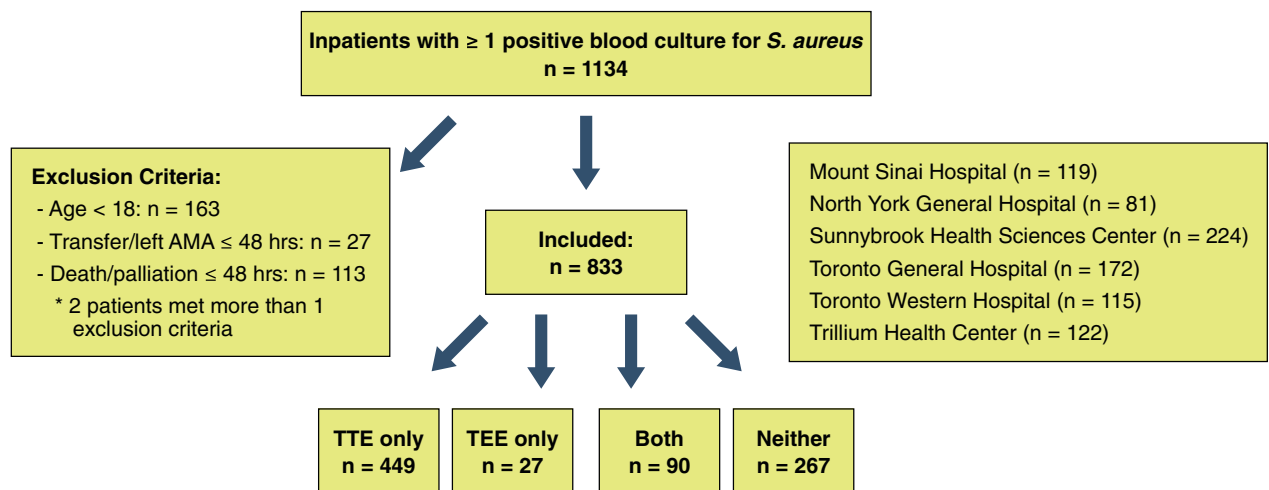 Inpatients with ≥ 1 positive blood culture for S. aureus
n = 1134
Exclusion Criteria:
- Age < 18: n = 163
- Transfer/left AMA ≤ 48 hrs: n = 27
- Death/palliation ≤ 48 hrs: n = 113
* 2 patients met more than 1
exclusion criteria
Included:
n = 833
Mount Sinai Hospital (n = 119)
North York General Hospital (n = 81)
Sunnybrook Health Sciences Center (n = 224)
Toronto General Hospital (n = 172)
Toronto Western Hospital (n = 115)
Trillium Health Center (n = 122)
TTE only
n = 449
TEE only
n = 27
Both
n = 90
Neither
n = 267